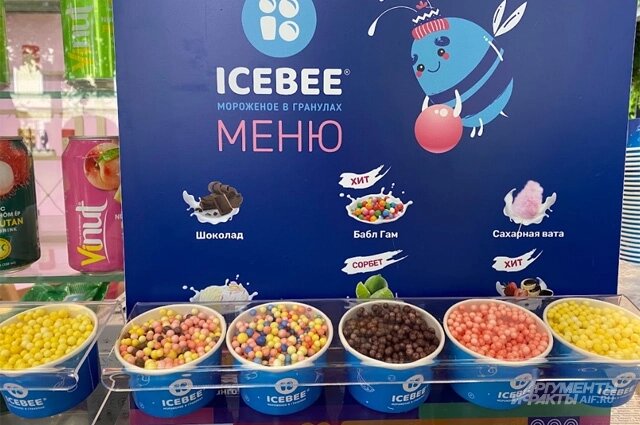 ICEBEE®
МОРОЖЕНОЕ В ГРАНУЛАХ
МЕНЮ
ХИТ
Шоколад
Бабл Гам
Сахарная вата
СОРБЕТ
ХИТ
Vinut
Vinut
ICEBEE
ICEBEE
ICEBEE
ICEBEE
ICEBEE
АРГУМЕНТЫ
И ФАКТЫ AIF.RU